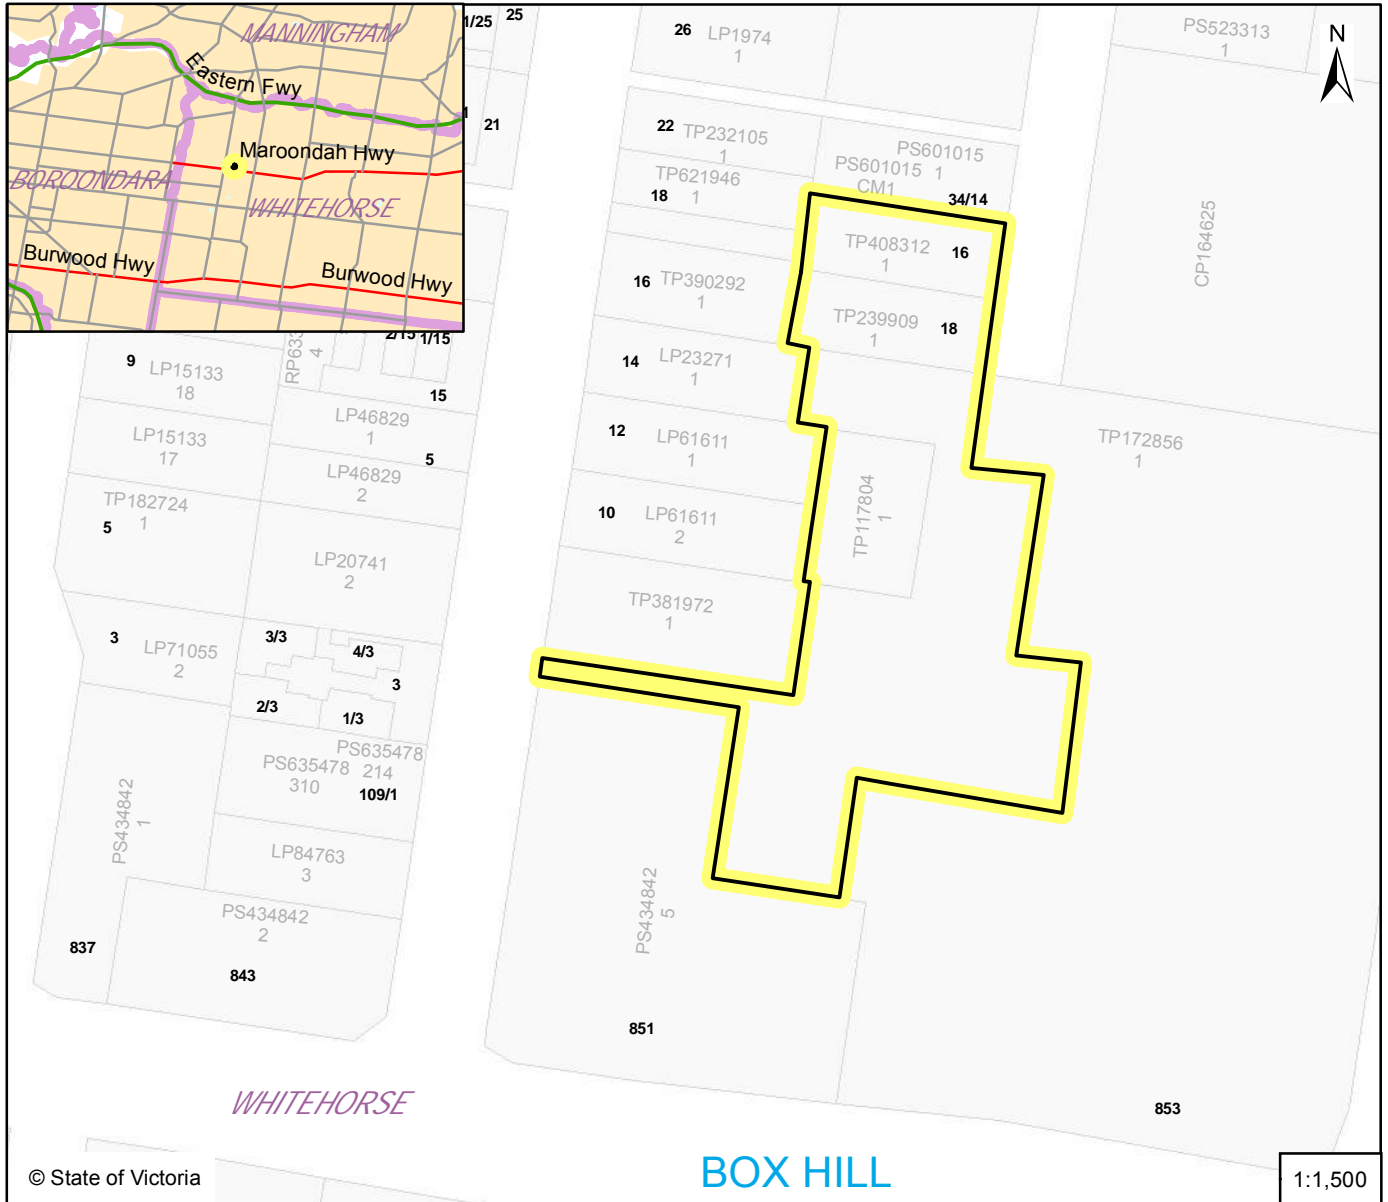 MANNINGHAM
Eastern Fwy
Maroondah Hwy
BOROONDARA
WHITEHORSE
Burwood Hwy
Burwood Hwy
1/25
25
21
26
LP1974
1
PS523313
1
N
22
TP232105
1
PS601015
1
PS601015
CM1
TP621946
1
18
34/14
TP408312
1
16
CP164625
16
TP390292
1
TP239909
1
18
2/15
1/15
4
9
LP15133
18
15
14
LP23271
1
LP46829
1
LP15133
17
5
12
LP61611
1
TP172856
1
LP46829
2
TP182724
1
5
10
LP61611
2
TP117804
1
LP20741
2
TP381972
1
3
LP71055
2
3/3
4/3
3
2/3
1/3
PS635478
310
PS635478
214
109/1
PS434842
1
LP84763
3
PS434842
2
PS434842
5
837
843
851
853
WHITEHORSE
BOX HILL
© State of Victoria
1:1,500